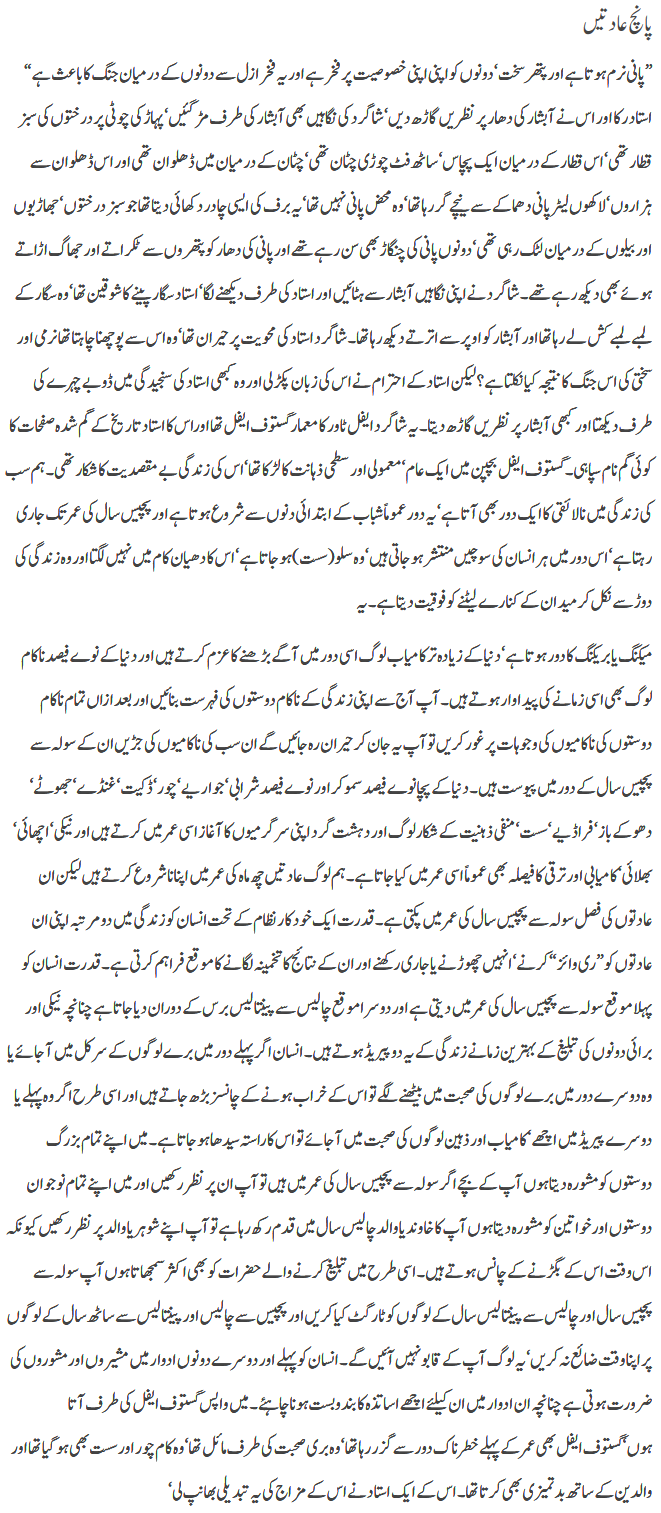 پانچ عادتیں
”پانی نرم ہوتا ہے اور پتھر سخت‘ دونوں کو اپنی اپنی خصوصیت پر فخر ہے اور یہ فخر ازل سے دونوں کے درمیان جنگ کا باعث ہے“
استاد رکا اور اس نے آبشار کی دھار پر نظریں گاڑھ دیں‘ شاگرد کی نگاہیں بھی آبشار کی طرف مڑ گئیں‘ پہاڑ کی چوٹی پر درختوں کی سبز
قطار تھی‘ اس قطار کے درمیان ایک پچاس‘ ساٹھ فٹ چوڑی چٹان تھی‘ چٹان کے درمیان میں ڈھلوان تھی اور اس ڈھلوان سے
ہزاروں‘ لاکھوں لیٹر پانی دھماکے سے نیچے گر رہا تھا‘ وہ محض پانی نہیں تھا‘ یہ برف کی ایسی چادر دکھائی دیتا تھا جو سبز درختوں‘ جھاڑیوں
اور بیلوں کے درمیان لٹک رہی تھی‘ دونوں پانی کی چنگاڑ بھی سن رہے تھے اور پانی کی دھار کو پتھروں سے ٹکراتے اور جھاگ اڑاتے
ہوئے بھی دیکھ رہے تھے۔ شاگرد نے اپنی نگاہیں آبشار سے ہٹائیں اور استاد کی طرف دیکھنے لگا‘ استاد سگار پینے کا شوقین تھا‘ وہ سگار کے
لمبے لمبے کش لے رہا تھا اور آبشار کو اوپر سے اترتے دیکھ رہا تھا۔ شاگرد استاد کی محویت پر حیران تھا‘ وہ اس سے پوچھنا چاہتا تھا نرمی اور
سختی کی اس جنگ کا نتیجہ کیا نکلتا ہے؟ لیکن استاد کے احترام نے اس کی زبان پکڑ لی اور وہ کبھی استاد کی سنجیدگی میں ڈوبے چہرے کی
طرف دیکھتا اور کبھی آبشار پر نظریں گاڑھ دیتا۔ یہ شاگرد ایفل ٹاور کا معمار گستوف ایفل تھا اور اس کا استاد تاریخ کے گم شدہ صفحات کا
کوئی گم نام سپاہی۔ گستوف ایفل بچپن میں ایک عام‘ معمولی اور سطحی ذہانت کا لڑکا تھا‘ اس کی زندگی بے مقصدیت کا شکار تھی۔ ہم سب
کی زندگی میں نالائقی کا ایک دور بھی آتا ہے‘ یہ دور عموماً شباب کے ابتدائی دنوں سے شروع ہوتا ہے اور پچیس سال کی عمر تک جاری
رہتا ہے‘ اس دور میں ہر انسان کی سوچیں منتشر ہو جاتی ہیں‘ وہ سلو (سست) ہو جاتا ہے‘ اس کا دھیان کام میں نہیں لگتا اور وہ زندگی کی
دوڑ سے نکل کر میدان کے کنارے لیٹنے کو فوقیت دیتا ہے۔ یہ
میکنگ یا بریکنگ کا دور ہوتا ہے‘ دنیا کے زیادہ تر کامیاب لوگ اسی دور میں آگے بڑھنے کا عزم کرتے ہیں اور دنیا کے نوے فیصد ناکام
لوگ بھی اسی زمانے کی پیداوار ہوتے ہیں۔ آپ آج سے اپنی زندگی کے ناکام دوستوں کی فہرست بنائیں اور بعد ازاں تمام ناکام
دوستوں کی ناکامیوں کی وجوہات پر غور کریں تو آپ یہ جان کر حیران رہ جائیں گے ان سب کی ناکامیوں کی جڑیں ان کے سولہ سے
پچیس سال کے دور میں پیوست ہیں۔ دنیا کے پچانوے فیصد سموکر اور نوے فیصد شرابی‘ جواریے‘ چور‘ ڈکیت‘ غنڈے‘ جھوٹے‘
دھوکے باز‘ فراڈیے‘ سست‘ منفی ذہنیت کے شکار لوگ اور دہشت گرد اپنی سرگرمیوں کا آغاز اسی عمر میں کرتے ہیں اور نیکی‘ اچھائی‘
بھلائی‘ کامیابی اور ترقی کا فیصلہ بھی عموماً اسی عمر میں کیا جاتا ہے۔ ہم لوگ عادتیں چھ ماہ کی عمر میں اپنانا شروع کرتے ہیں لیکن ان
عادتوں کی فصل سولہ سے پچیس سال کی عمر میں پکتی ہے۔ قدرت ایک خود کار نظام کے تحت انسان کو زندگی میں دو مرتبہ اپنی ان
عادتوں کو ”ری وائز“ کرنے‘ انہیں چھوڑنے یا جاری رکھنے اور ان کے نتائج کا تخمینہ لگانے کا موقع فراہم کرتی ہے۔ قدرت انسان کو
پہلا موقع سولہ سے پچیس سال کی عمر میں دیتی ہے اور دوسرا موقع چالیس سے پینتالیس برس کے دوران دیا جاتا ہے چنانچہ نیکی اور
برائی دونوں کی تبلیغ کے بہترین زمانے زندگی کے یہ دو پیریڈ ہوتے ہیں۔ انسان اگر پہلے دور میں برے لوگوں کے سرکل میں آ جائے یا
وہ دوسرے دور میں برے لوگوں کی صحبت میں بیٹھنے لگے تو اس کے خراب ہونے کے چانسز بڑھ جاتے ہیں اور اسی طرح اگر وہ پہلے یا
دوسرے پیریڈ میں اچھے‘ کامیاب اور ذہین لوگوں کی صحبت میں آ جائے تو اس کا راستہ سیدھا ہو جاتا ہے۔ میں اپنے تمام بزرگ
دوستوں کو مشورہ دیتا ہوں آپ کے بچے اگر سولہ سے پچیس سال کی عمر میں ہیں تو آپ ان پر نظر رکھیں اور میں اپنے تمام نوجوان
دوستوں اور خواتین کو مشورہ دیتا ہوں آپ کا خاوند یا والد چالیس سال میں قدم رکھ رہا ہے تو آپ اپنے شوہر یا والد پر نظر رکھیں کیونکہ
اس وقت اس کے بگڑنے کے چانس ہوتے ہیں۔ اسی طرح میں تبلیغ کرنے والے حضرات کو بھی اکثر سمجھاتا ہوں آپ سولہ سے
پچیس سال اور چالیس سے پینتالیس سال کے لوگوں کو ٹارگٹ کیا کریں اور پچیس سے چالیس اور پینتالیس سے ساٹھ سال کے لوگوں
پر اپنا وقت ضائع نہ کریں‘ یہ لوگ آپ کے قابو نہیں آئیں گے۔ انسان کو پہلے اور دوسرے دونوں ادوار میں مشیروں اور مشوروں کی
ضرورت ہوتی ہے چنانچہ ان ادوار میں ان کیلئے اچھے اساتذہ کا بندوبست ہونا چاہئے۔ میں واپس گستوف ایفل کی طرف آتا
ہوں‘ گستوف ایفل بھی عمر کے پہلے خطرناک دور سے گزر رہا تھا‘ وہ بری صحبت کی طرف مائل تھا‘ وہ کام چور اور سست بھی ہو گیا تھا اور
والدین کے ساتھ بدتمیزی بھی کرتا تھا۔ اس کے ایک استاد نے اس کے مزاج کی یہ تبدیلی بھانپ لی‘